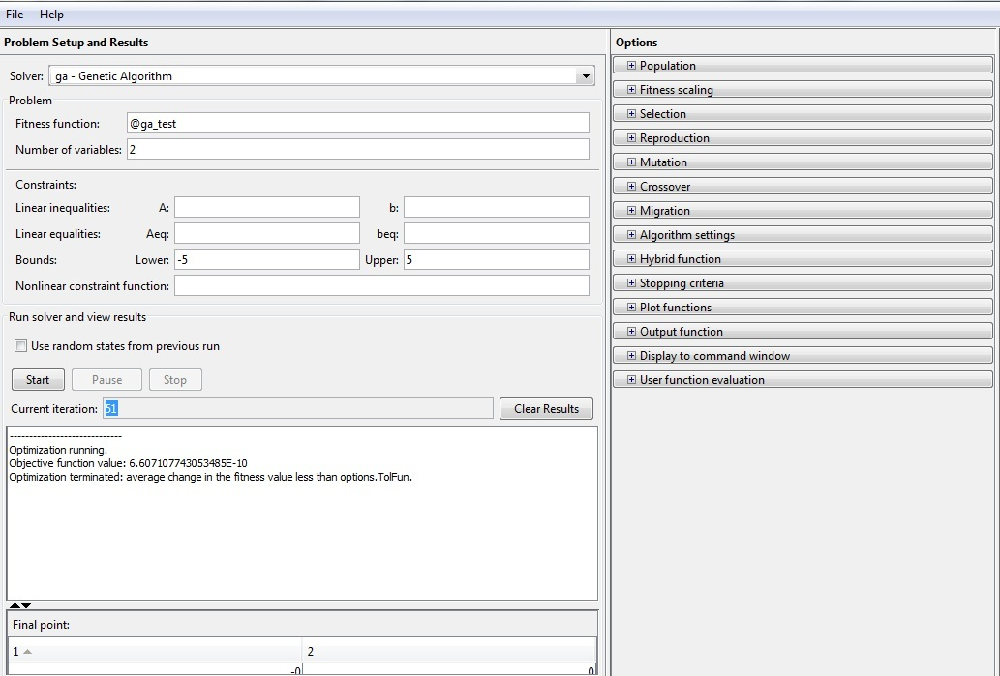 File Help
Problem Setup and Results
Solver: ga - Genetic Algorithm
Problem
Fitness function: @ga_test
Number of variables: 2
Constraints:
Linear inequalities: A: b:
Linear equalities: Aeq: beq:
Bounds: Lower: -5 Upper: 5
Nonlinear constraint function:
Run solver and view results
Use random states from previous run
Start Pause Stop
Current iteration: 51 Clear Results
------------------------------
Optimization running.
Objective function value: 6.607107743053485E-10
Optimization terminated: average change in the fitness value less than options.TolFun.
Final point:
1 2
-0 0
Options
Population
Fitness scaling
Selection
Reproduction
Mutation
Crossover
Migration
Algorithm settings
Hybrid function
Stopping criteria
Plot functions
Output function
Display to command window
User function evaluation